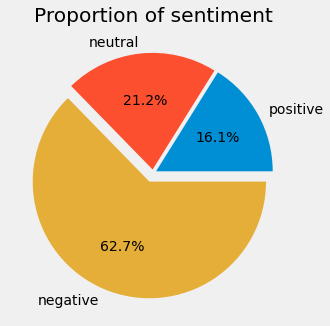 Proportion of sentiment
neutral
21.2%
positive
16.1%
62.7%
negative